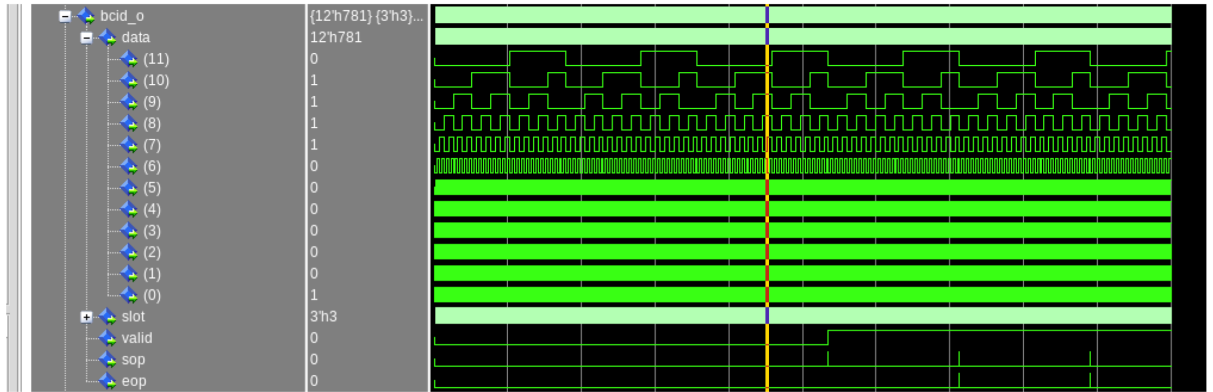 bcid_o {12'h781} {3'h3}...
data 12'h781
(11) 0
(10) 1
(9) 1
(8) 1
(7) 1
(6) 0
(5) 0
(4) 0
(3) 0
(2) 0
(1) 0
(0) 1
slot 3'h3
valid 0
sop 0
eop 0